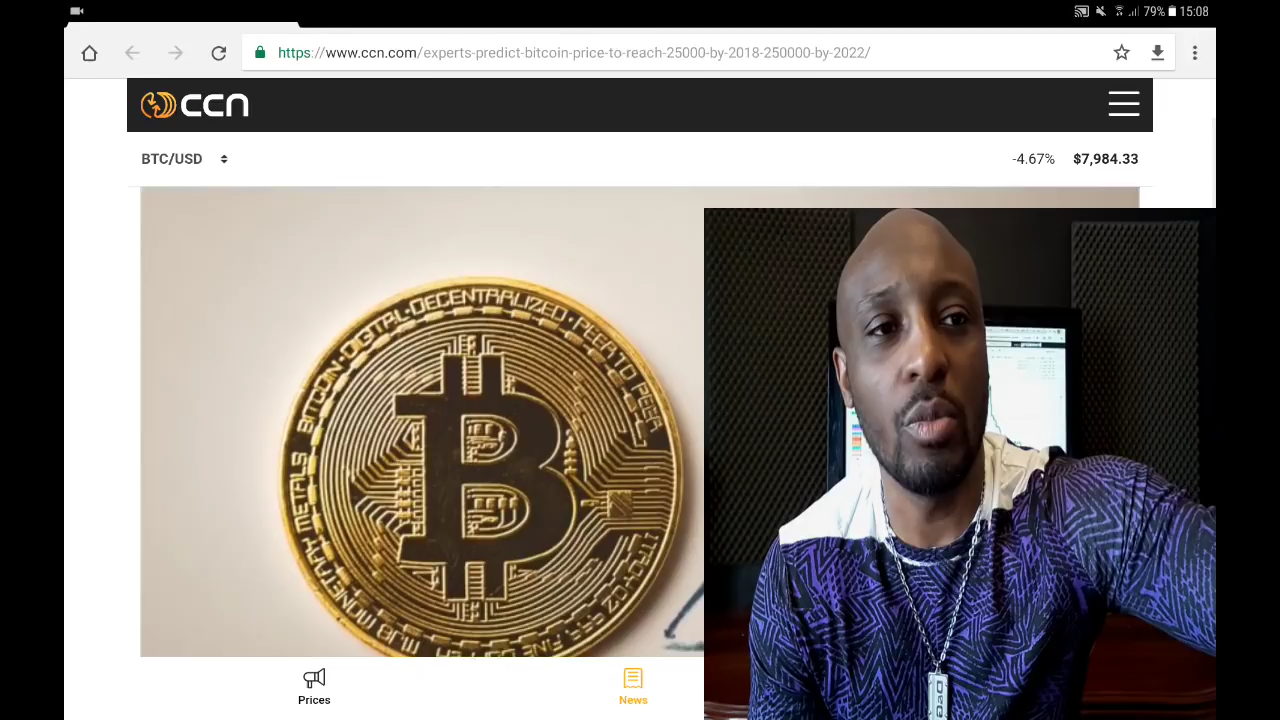 79% 15:08
https://www.ccn.com/experts-predict-bitcoin-price-to-reach-25000-by-2018-250000-by-2022/
CCN
BTC/USD -4.67% $7,984.33
BITCOIN·DIGITAL·DECENTRALIZED·PEER TO PEER
B
Prices
News